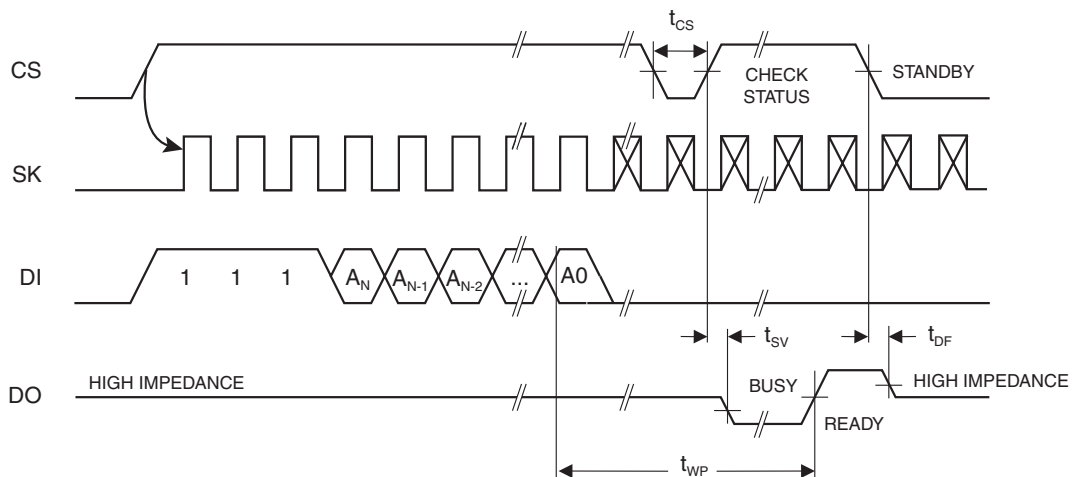 tCS
CS
CHECK
STATUS
STANDBY
SK
DI
1 1 1 AN AN-1 AN-2 ... A0
tSV
tDF
DO
HIGH IMPEDANCE
BUSY
HIGH IMPEDANCE
READY
tWP